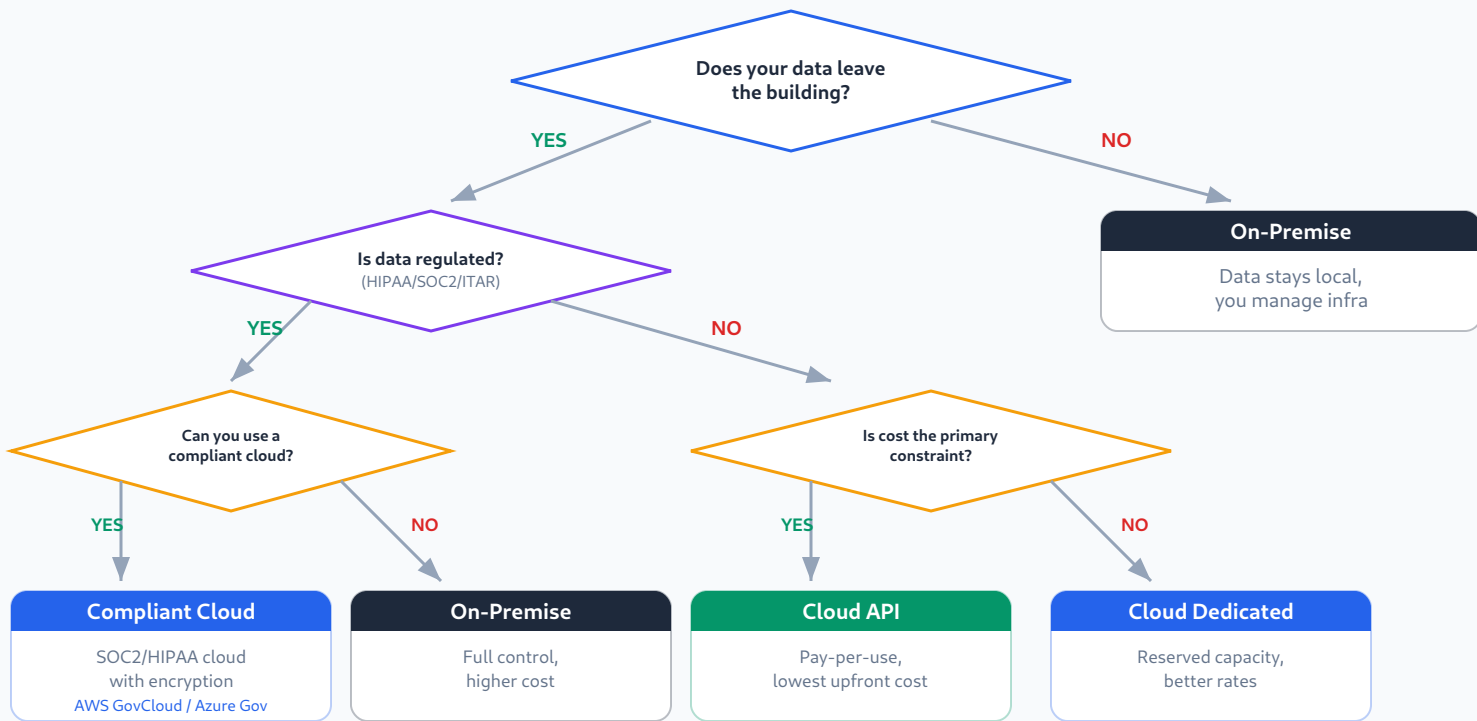 Does your data leave
the building?
YES
NO
On-Premise
Data stays local,
you manage infra
Is data regulated?
(HIPAA/SOC2/ITAR)
YES
NO
Can you use a
compliant cloud?
Is cost the primary
constraint?
YES
NO
YES
NO
Compliant Cloud
SOC2/HIPAA cloud
with encryption
AWS GovCloud / Azure Gov
On-Premise
Full control,
higher cost
Cloud API
Pay-per-use,
lowest upfront cost
Cloud Dedicated
Reserved capacity,
better rates